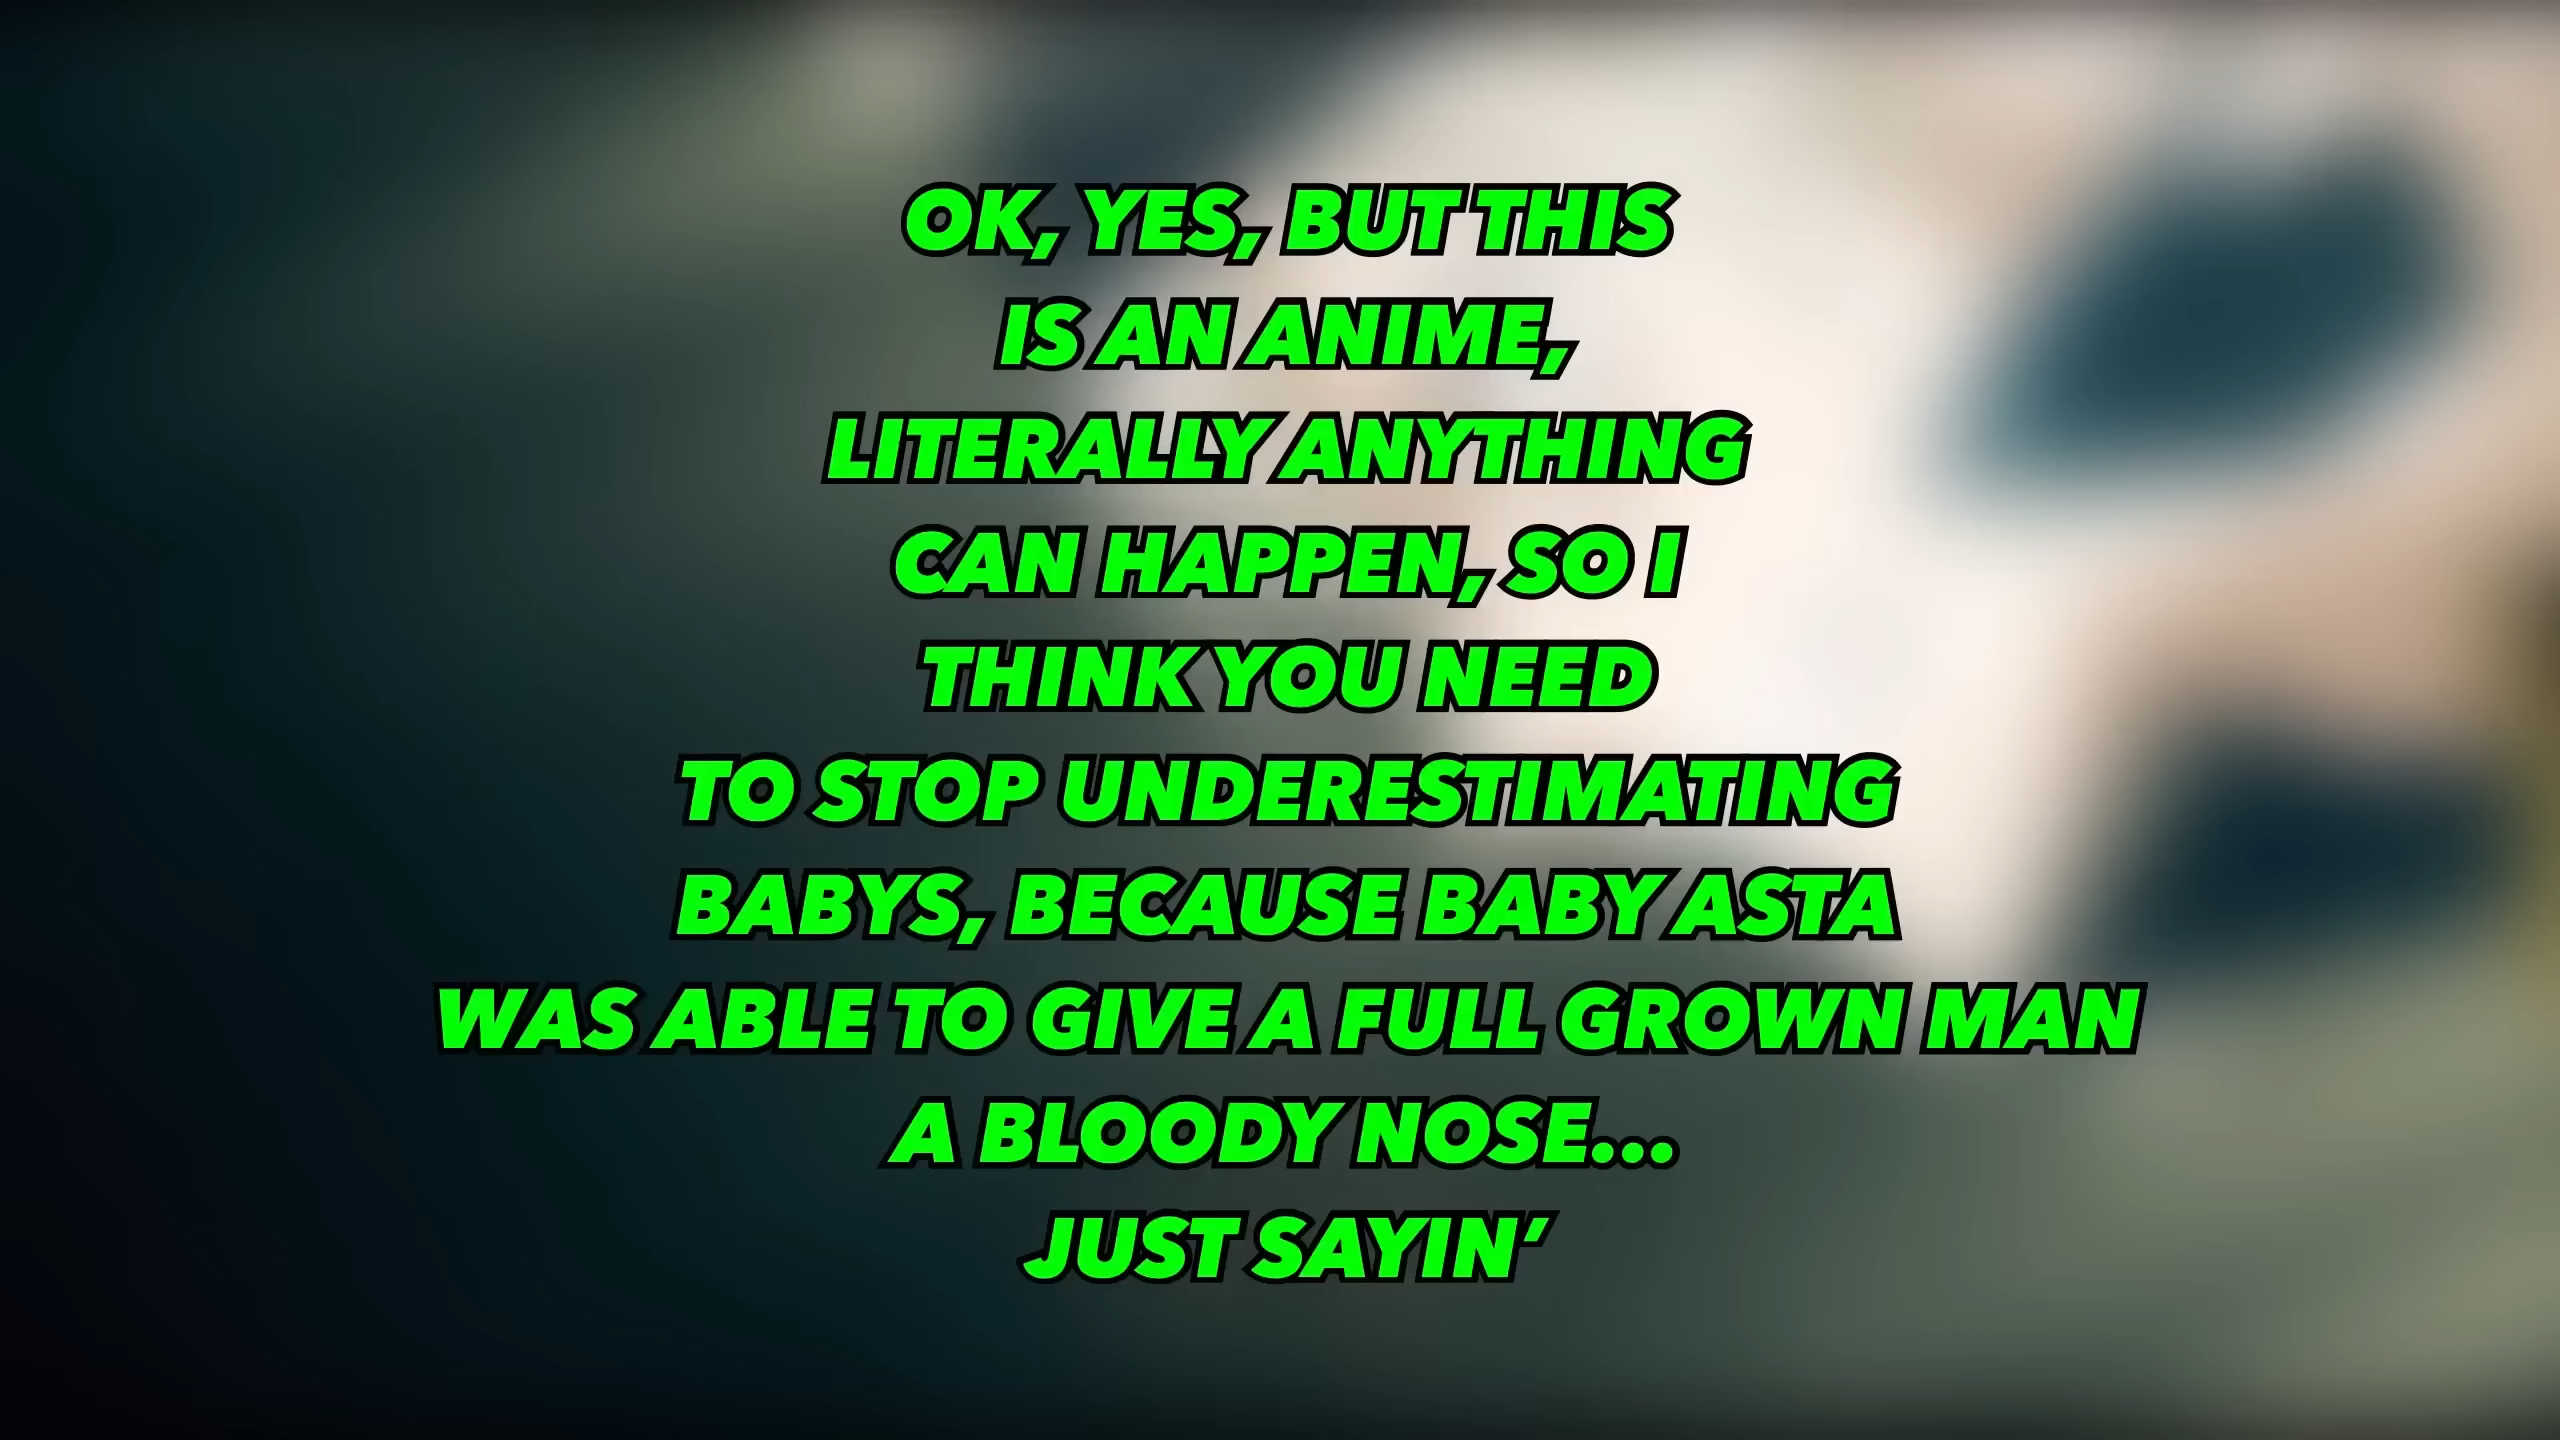 OK, YES, BUT THIS
IS AN ANIME,
LITERALLY ANYTHING
CAN HAPPEN, SO I
THINK YOU NEED
TO STOP UNDERESTIMATING
BABYS, BECAUSE BABY ASTA
WAS ABLE TO GIVE A FULL GROWN MAN
A BLOODY NOSE...
JUST SAYIN’